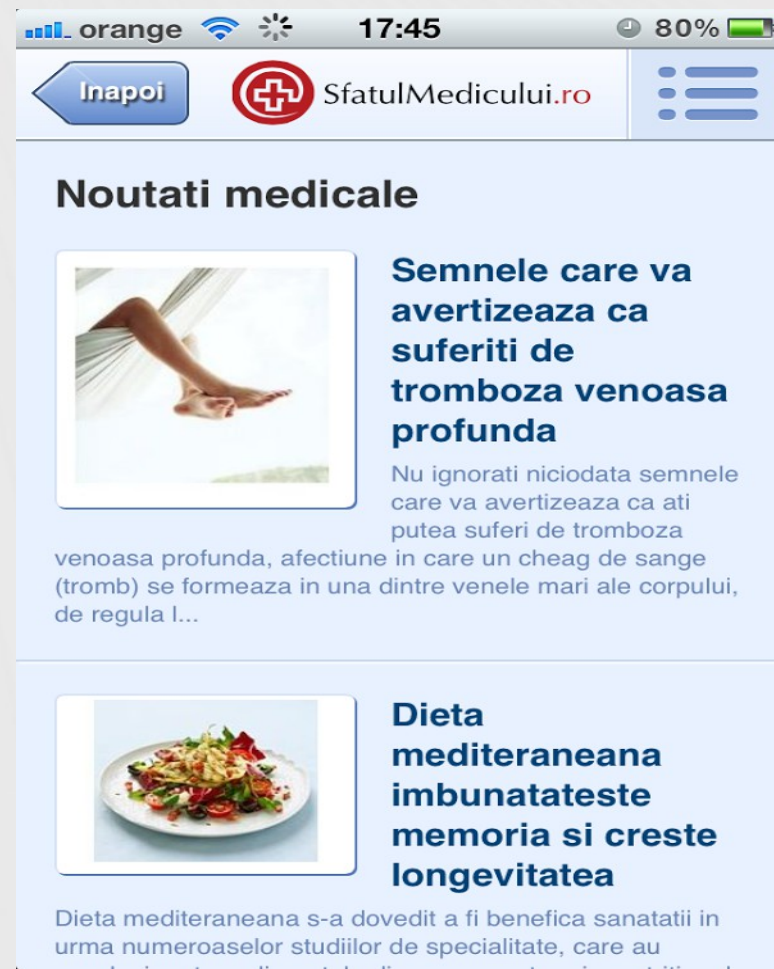 orange 17:45 80%
Inapoi SfatulMedicului.ro
Noutati medicale
Semnele care va
avertizeaza ca
suferiti de
tromboza venoasa
profunda
Nu ignorati niciodata semnele
care va avertizeaza ca ati
putea suferi de tromboza
venoasa profunda, afectiune in care un cheag de sange
(tromb) se formeaza in una dintre venele mari ale corpului,
de regula l...
Dieta
mediteraneana
imbunatateste
memoria si creste
longevitatea
Dieta mediteraneana s-a dovedit a fi benefica sanatatii in
urma numeroaselor studiilor de specialitate, care au